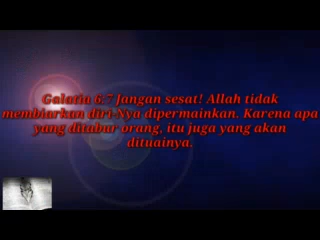 Galatia 6:7 Jangan sesat! Allah tidak
membiarkan diri-Nya dipermainkan. Karena apa
yang ditabur orang, itu juga yang akan
dituainya.